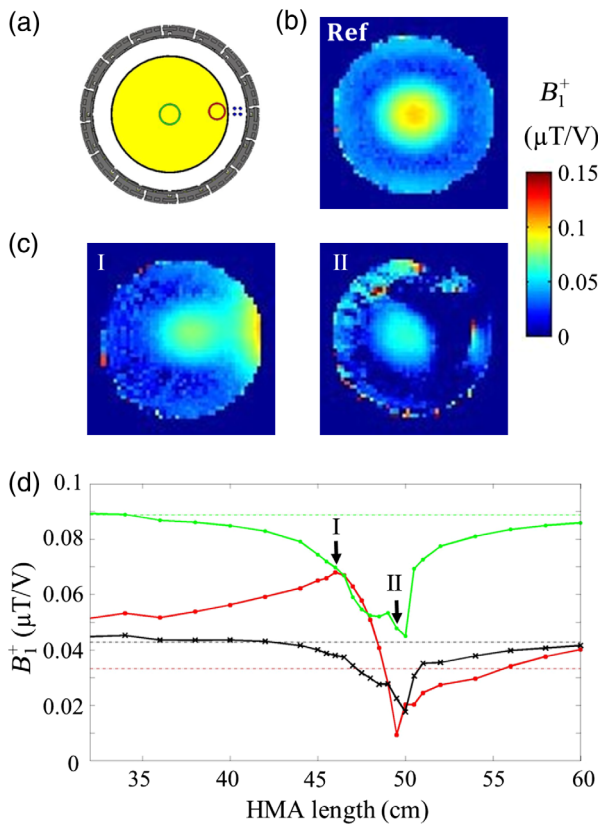 (a)
(b)
Ref
B₁⁺
(µT/V)
0.15
0.1
0.05
0
(c)
I
II
(d)
0.1
0.08
0.06
0.04
0.02
0
B₁⁺ (µT/V)
I
II
35
40
45
50
55
60
HMA length (cm)